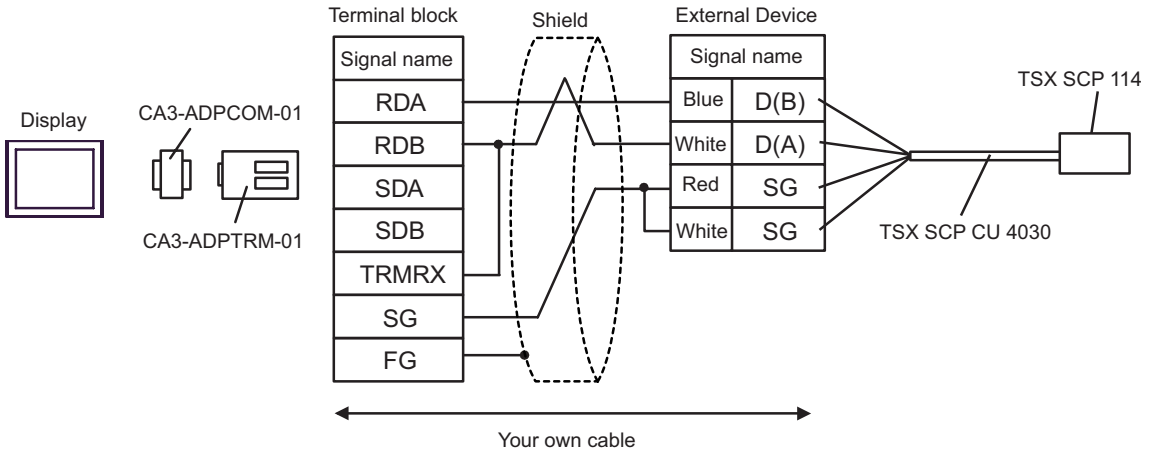 Terminal block
Shield
External Device
Signal name
Signal name
TSX SCP 114
Display
CA3-ADPCOM-01
RDA
Blue D(B)
RDB
White D(A)
SDA
Red SG
SDB
White SG
CA3-ADPTRM-01
TSX SCP CU 4030
TRMRX
SG
FG
Your own cable